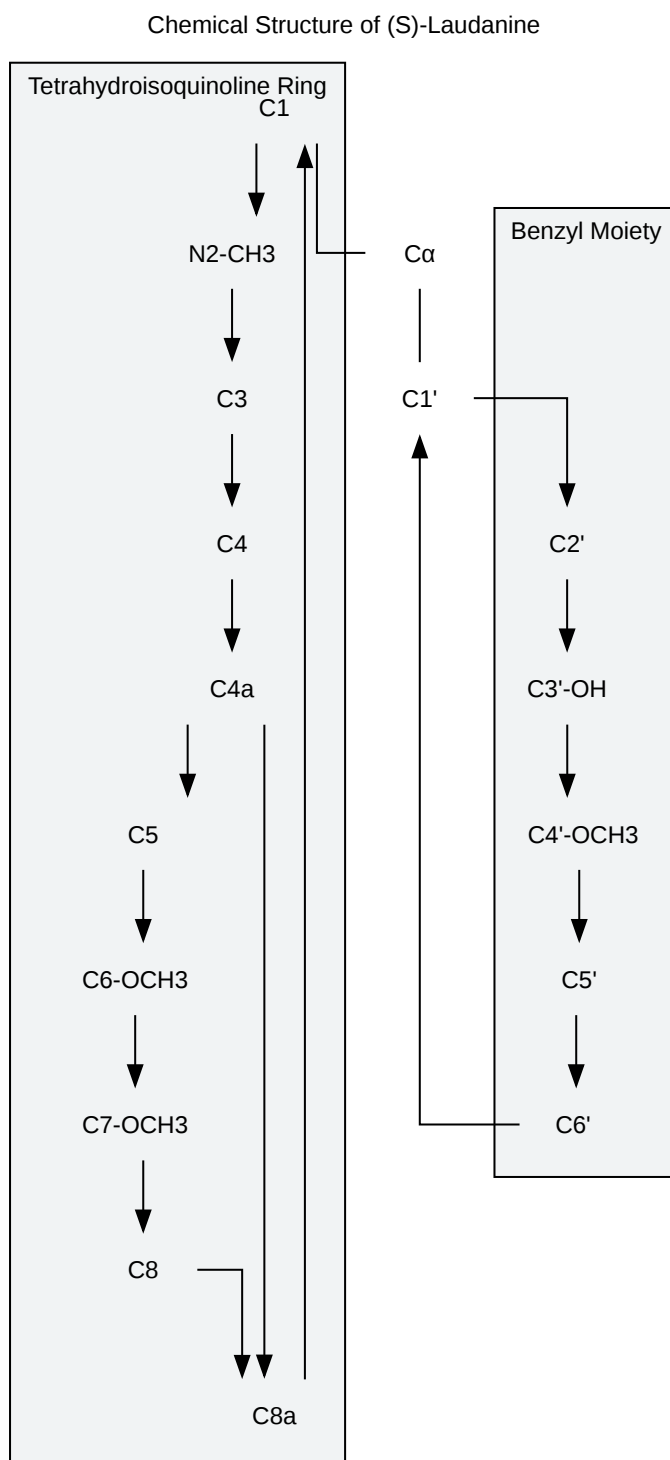 Chemical Structure of (S)-Laudanine
Tetrahydroisoquinoline Ring
C1
N2-CH3
C3
C4
C4a
C5
C6-OCH3
C7-OCH3
C8
C8a
Cα
C1'
Benzyl Moiety
C2'
C3'-OH
C4'-OCH3
C5'
C6'